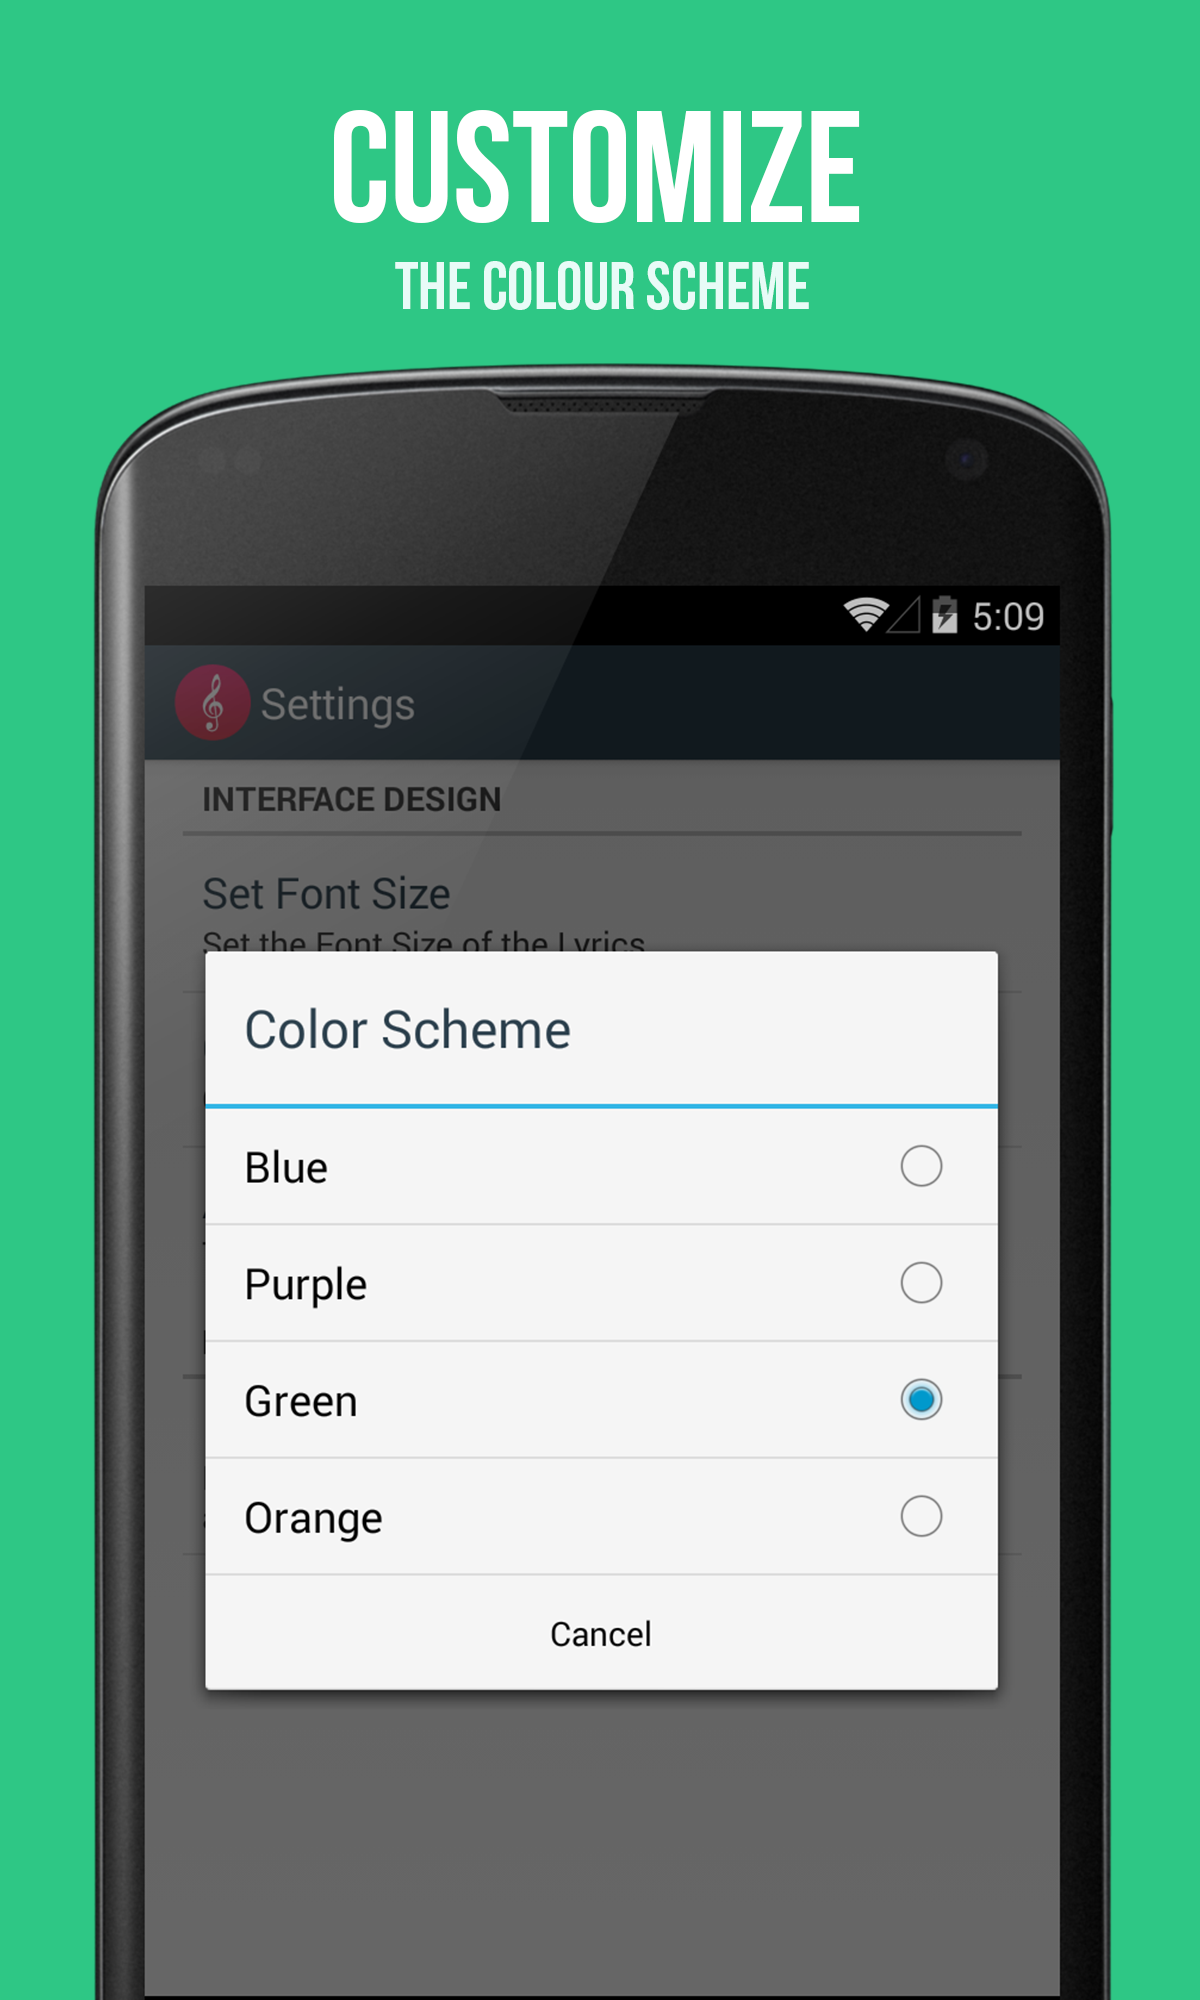 CUSTOMIZE
THE COLOUR SCHEME
5:09
Settings
INTERFACE DESIGN
Set Font Size
Set the Font Size of the Lyrics
Color Scheme
Blue
Purple
Green
Orange
Cancel